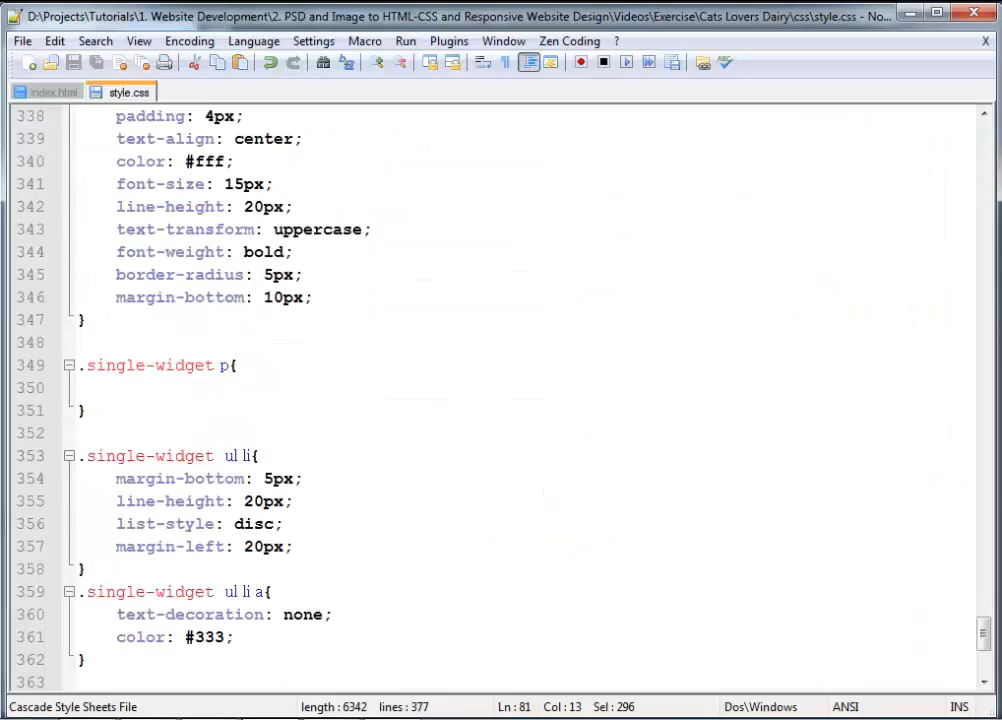 D:\Projects\Tutorials\1. Website Development\2. PSD and Image to HTML-CSS and Responsive Website Design\Videos\Exercise\Cats Lovers Dairy\css\style.css - No...
File Edit Search View Encoding Language Settings Macro Run Plugins Window Zen Coding ? X
index.html style.css
338 padding: 4px;
339 text-align: center;
340 color: #fff;
341 font-size: 15px;
342 line-height: 20px;
343 text-transform: uppercase;
344 font-weight: bold;
345 border-radius: 5px;
346 margin-bottom: 10px;
347 }
348
349 .single-widget p{
350
351 }
352
353 .single-widget ul li{
354 margin-bottom: 5px;
355 line-height: 20px;
356 list-style: disc;
357 margin-left: 20px;
358 }
359 .single-widget ul li a{
360 text-decoration: none;
361 color: #333;
362 }
363
Cascade Style Sheets File length : 6342 lines : 377 Ln : 81 Col : 13 Sel : 296 Dos\Windows ANSI INS